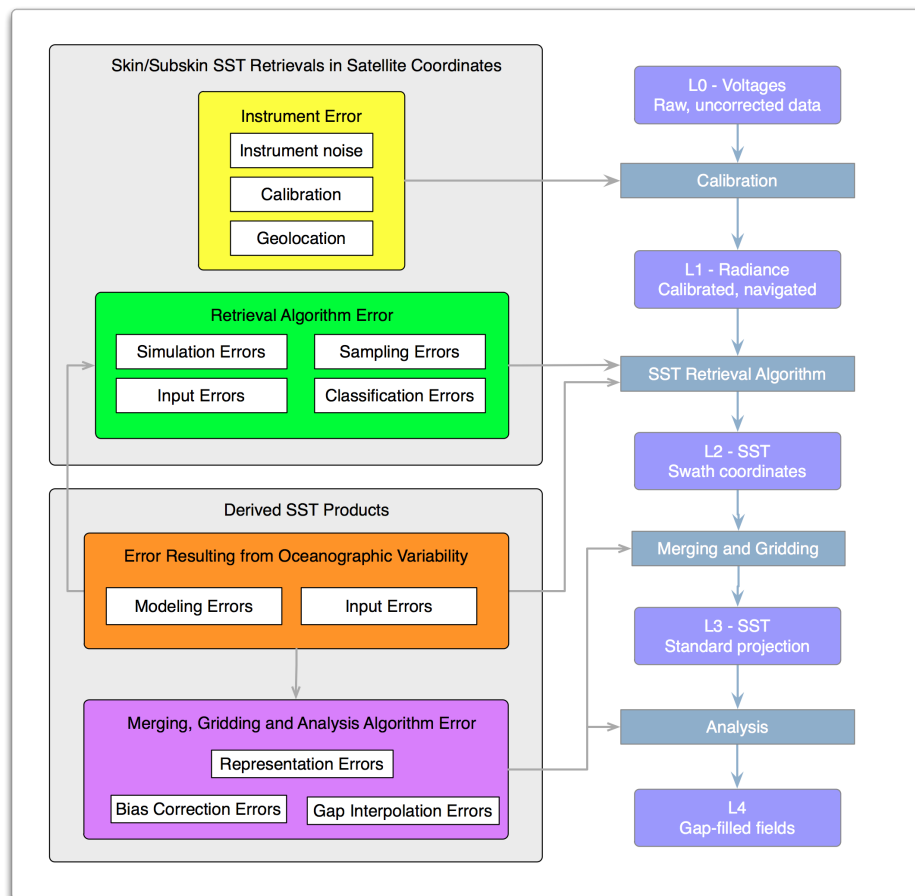 Skin/Subskin SST Retrievals in Satellite Coordinates
Instrument Error
Instrument noise
Calibration
Geolocation
Retrieval Algorithm Error
Simulation Errors
Sampling Errors
Input Errors
Classification Errors
Derived SST Products
Error Resulting from Oceanographic Variability
Modeling Errors
Input Errors
Merging, Gridding and Analysis Algorithm Error
Representation Errors
Bias Correction Errors
Gap Interpolation Errors
L0 - Voltages
Raw, uncorrected data
Calibration
L1 - Radiance
Calibrated, navigated
SST Retrieval Algorithm
L2 - SST
Swath coordinates
Merging and Gridding
L3 - SST
Standard projection
Analysis
L4
Gap-filled fields